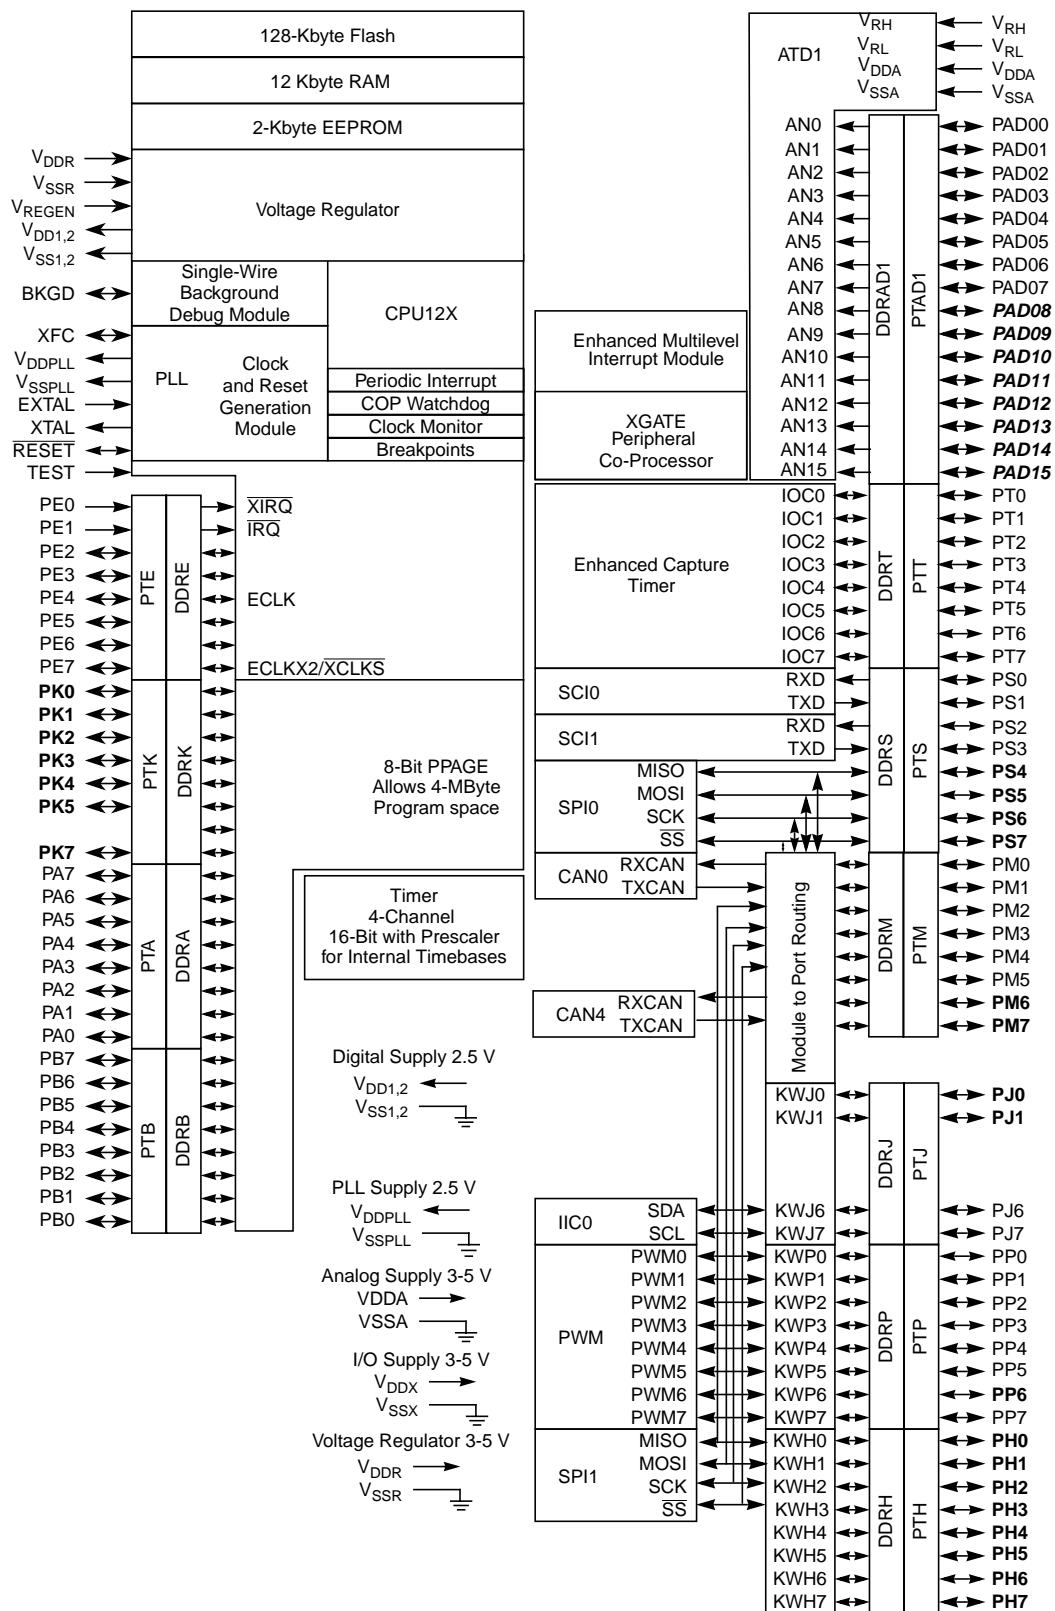 128-Kbyte Flash
12 Kbyte RAM
2-Kbyte EEPROM
Voltage Regulator
VDDR
VSSR
VREGEN
VDD1,2
VSS1,2
Single-Wire
Background
Debug Module
BKGD
CPU12X
XFC
VDDPLL
VSSPLL
EXTAL
XTAL
RESET
TEST
PLL
Clock
and Reset
Generation
Module
Periodic Interrupt
COP Watchdog
Clock Monitor
Breakpoints
PE0
PE1
PE2
PE3
PE4
PE5
PE6
PE7
PTE
DDRE
XIRQ
IRQ
ECLK
ECLKX2/XCLKS
PK0
PK1
PK2
PK3
PK4
PK5
PK7
PTK
DDRK
8-Bit PPAGE
Allows 4-MByte
Program space
PA7
PA6
PA5
PA4
PA3
PA2
PA1
PA0
PTA
DDRA
Timer
4-Channel
16-Bit with Prescaler
for Internal Timebases
PB7
PB6
PB5
PB4
PB3
PB2
PB1
PB0
PTB
DDRB
Digital Supply 2.5 V
VDD1,2
VSS1,2
PLL Supply 2.5 V
VDDPLL
VSSPLL
Analog Supply 3-5 V
VDDA
VSSA
I/O Supply 3-5 V
VDDX
VSSX
Voltage Regulator 3-5 V
VDDR
VSSR
ATD1
VRH
VRL
VDDA
VSSA
VRH
VRL
VDDA
VSSA
AN0
AN1
AN2
AN3
AN4
AN5
AN6
AN7
AN8
AN9
AN10
AN11
AN12
AN13
AN14
AN15
DDRAD1
PTAD1
PAD00
PAD01
PAD02
PAD03
PAD04
PAD05
PAD06
PAD07
PAD08
PAD09
PAD10
PAD11
PAD12
PAD13
PAD14
PAD15
Enhanced Multilevel
Interrupt Module
XGATE
Peripheral
Co-Processor
Enhanced Capture
Timer
IOC0
IOC1
IOC2
IOC3
IOC4
IOC5
IOC6
IOC7
DDRT
PTT
PT0
PT1
PT2
PT3
PT4
PT5
PT6
PT7
SCI0
RXD
TXD
SCI1
RXD
TXD
SPI0
MISO
MOSI
SCK
SS
DDRS
PTS
PS0
PS1
PS2
PS3
PS4
PS5
PS6
PS7
CAN0
RXCAN
TXCAN
CAN4
RXCAN
TXCAN
Module to Port Routing
DDRM
PTM
PM0
PM1
PM2
PM3
PM4
PM5
PM6
PM7
KWJ0
KWJ1
KWJ6
KWJ7
DDRJ
PTJ
PJ0
PJ1
PJ6
PJ7
IIC0
SDA
SCL
PWM
PWM0
PWM1
PWM2
PWM3
PWM4
PWM5
PWM6
PWM7
KWP0
KWP1
KWP2
KWP3
KWP4
KWP5
KWP6
KWP7
DDRP
PTP
PP0
PP1
PP2
PP3
PP4
PP5
PP6
PP7
SPI1
MISO
MOSI
SCK
SS
KWH0
KWH1
KWH2
KWH3
KWH4
KWH5
KWH6
KWH7
DDRH
PTH
PH0
PH1
PH2
PH3
PH4
PH5
PH6
PH7